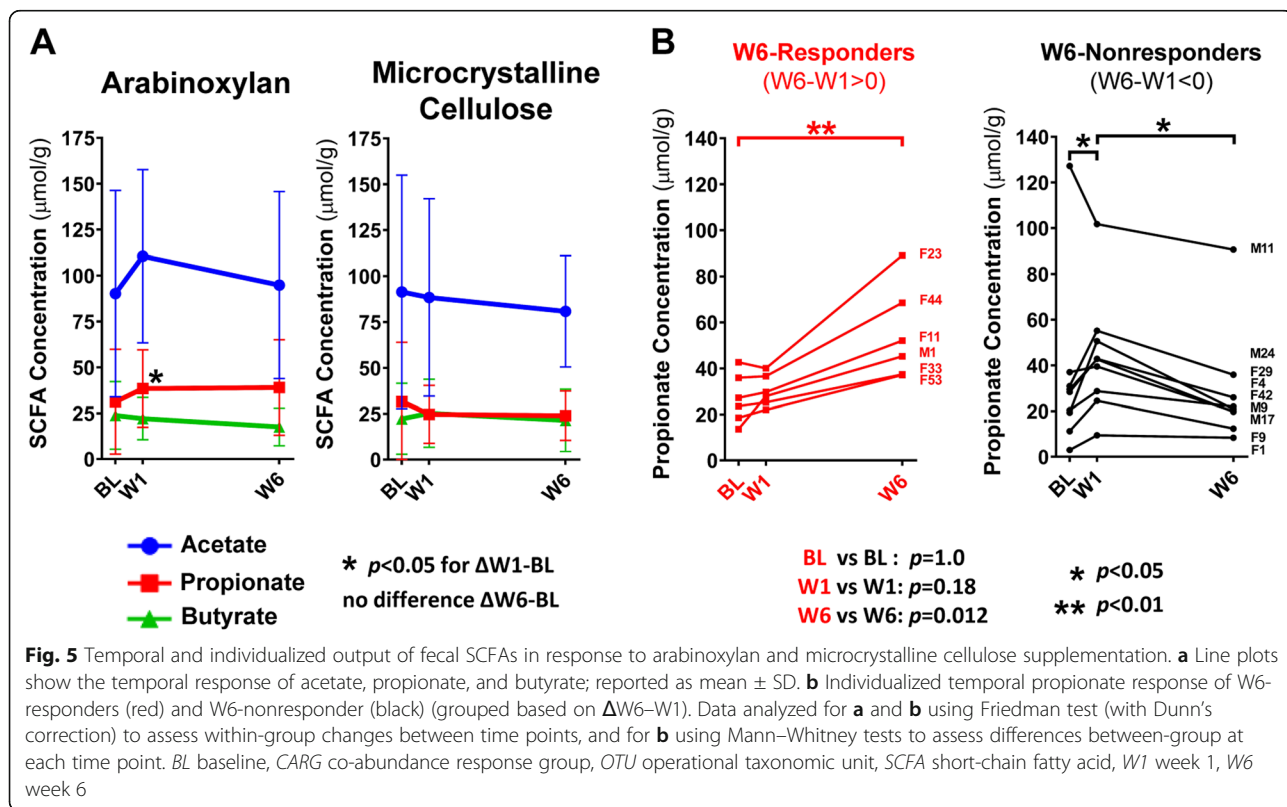 A
Arabinoxylan
Microcrystalline
Cellulose
SCFA Concentration (μmol/g)
175
150
125
100
75
50
25
0
*
BL
W1
W6
SCFA Concentration (μmol/g)
175
150
125
100
75
50
25
0
BL
W1
W6
Acetate
Propionate
Butyrate
* p<0.05 for ΔW1-BL
no difference ΔW6-BL
B
W6-Responders
(W6-W1>0)
Propionate Concentration (μmol/g)
140
120
100
80
60
40
20
0
**
F23
F44
F11
M1
F33
F53
BL
W1
W6
W6-Nonresponders
(W6-W1<0)
Propionate Concentration (μmol/g)
140
120
100
80
60
40
20
0
*
*
M11
M24
F29
F4
F42
M9
M17
F9
F1
BL
W1
W6
BL vs BL : p=1.0
W1 vs W1: p=0.18
W6 vs W6: p=0.012
* p<0.05
** p<0.01
Fig. 5 Temporal and individualized output of fecal SCFAs in response to arabinoxylan and microcrystalline cellulose supplementation. a Line plots
show the temporal response of acetate, propionate, and butyrate; reported as mean ± SD. b Individualized temporal propionate response of W6-
responders (red) and W6-nonresponder (black) (grouped based on ΔW6–W1). Data analyzed for a and b using Friedman test (with Dunn's
correction) to assess within-group changes between time points, and for b using Mann–Whitney tests to assess differences between-group at
each time point. BL baseline, CARG co-abundance response group, OTU operational taxonomic unit, SCFA short-chain fatty acid, W1 week 1, W6
week 6